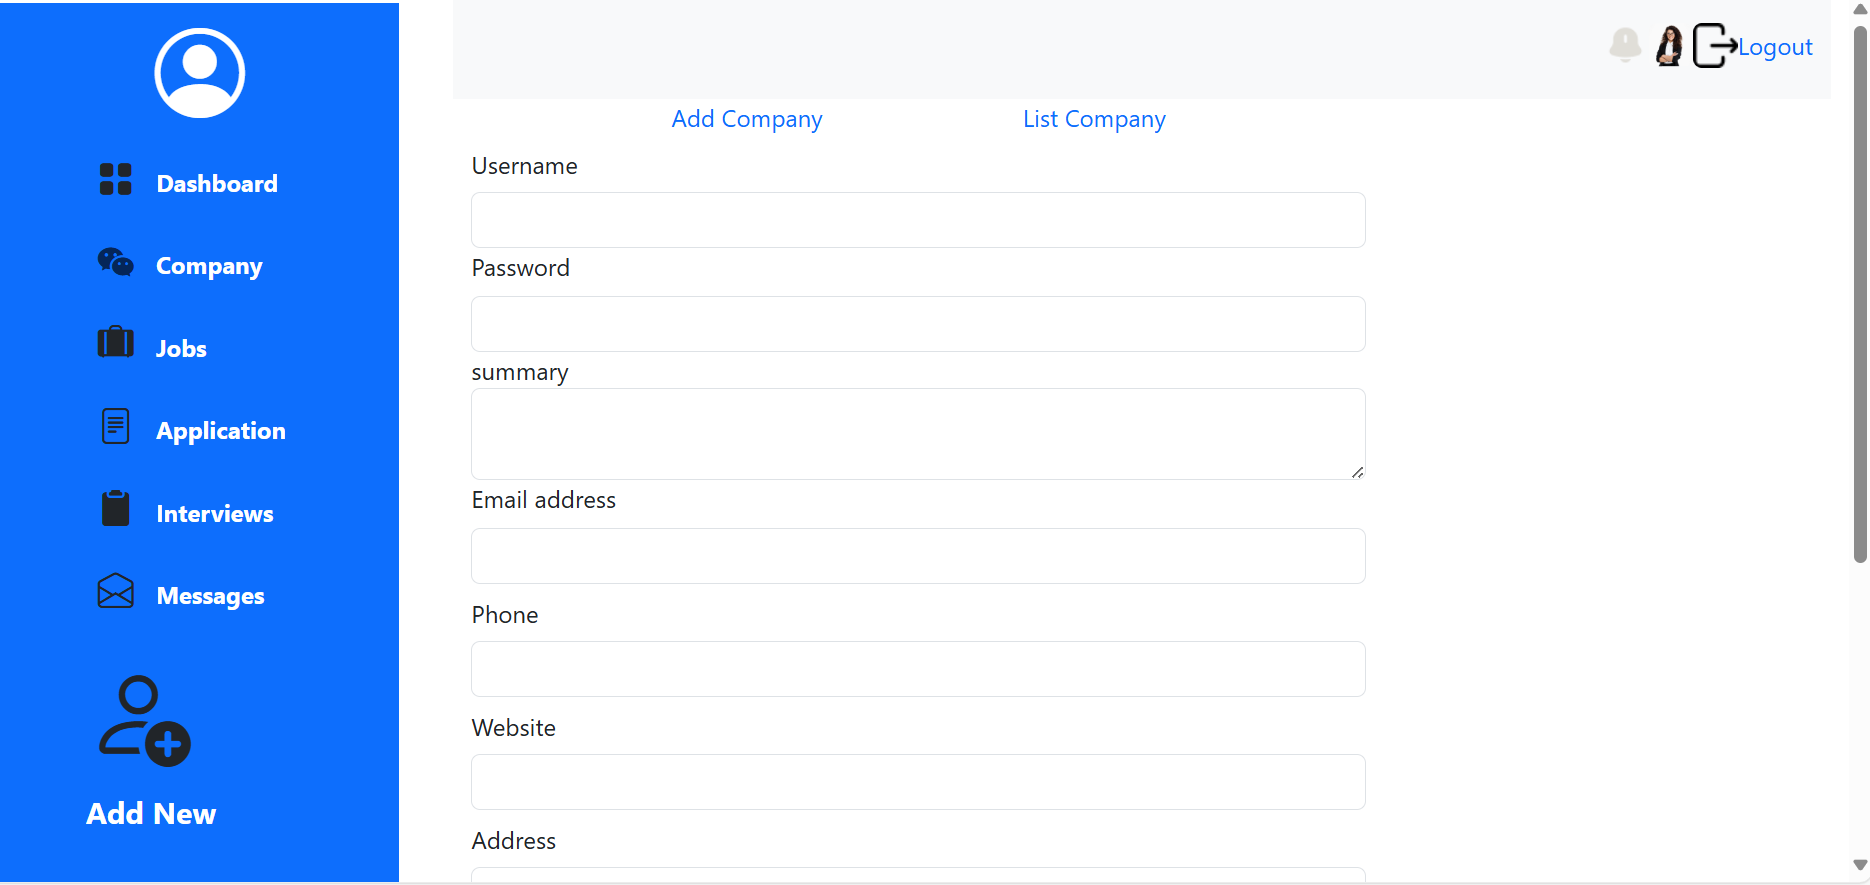 Dashboard
Company
Jobs
Application
Interviews
Messages
Add New
Logout
Add Company
List Company
Username
Password
summary
Email address
Phone
Website
Address